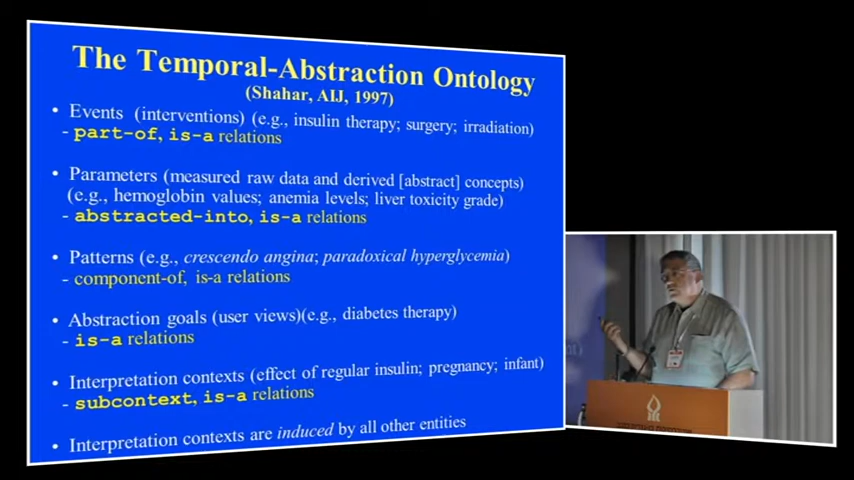 The Temporal-Abstraction Ontology
(Shahar, AIJ, 1997)
• Events (interventions) (e.g., insulin therapy; surgery; irradiation)
- part-of, is-a relations
• Parameters (measured raw data and derived [abstract] concepts)
(e.g., hemoglobin values; anemia levels; liver toxicity grade)
- abstracted-into, is-a relations
• Patterns (e.g., crescendo angina; paradoxical hyperglycemia)
- component-of, is-a relations
• Abstraction goals (user views)(e.g., diabetes therapy)
- is-a relations
• Interpretation contexts (effect of regular insulin; pregnancy; infant)
- subcontext, is-a relations
• Interpretation contexts are induced by all other entities